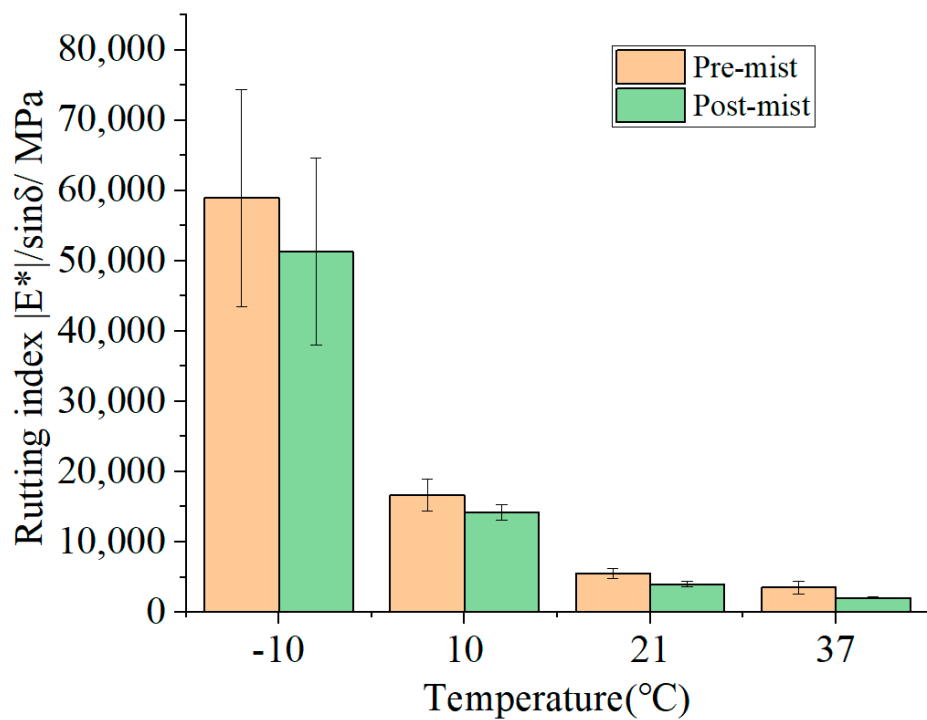 80,000
70,000
60,000
50,000
40,000
30,000
20,000
10,000
0
Rutting index |E*|/sinδ/ MPa
Pre-mist
Post-mist
-10 10 21 37
Temperature(℃)